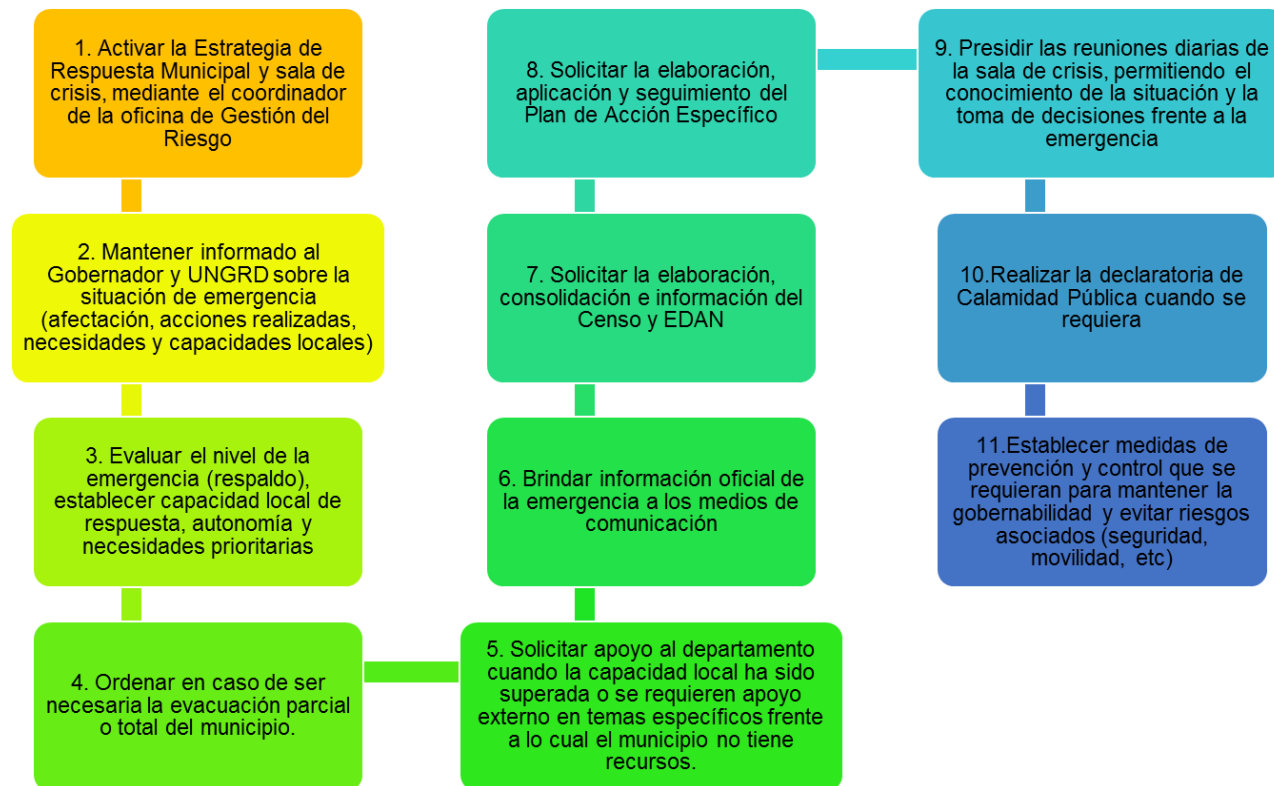 1. Activar la Estrategia de
Respuesta Municipal y sala de
crisis, mediante el coordinador
de la oficina de Gestión del
Riesgo
2. Mantener informado al
Gobernador y UNGRD sobre la
situación de emergencia
(afectación, acciones realizadas,
necesidades y capacidades locales)
3. Evaluar el nivel de la
emergencia (respaldo),
establecer capacidad local de
respuesta, autonomía y
necesidades prioritarias
4. Ordenar en caso de ser
necesaria la evacuación parcial
o total del municipio.
5. Solicitar apoyo al departamento
cuando la capacidad local ha sido
superada o se requieren apoyo
externo en temas específicos frente
a lo cual el municipio no tiene
recursos.
6. Brindar información oficial de
la emergencia a los medios de
comunicación
7. Solicitar la elaboración,
consolidación e información del
Censo y EDAN
8. Solicitar la elaboración,
aplicación y seguimiento del
Plan de Acción Específico
9. Presidir las reuniones diarias de
la sala de crisis, permitiendo el
conocimiento de la situación y la
toma de decisiones frente a la
emergencia
10.Realizar la declaratoria de
Calamidad Pública cuando se
requiera
11.Establecer medidas de
prevención y control que se
requieran para mantener la
gobernabilidad y evitar riesgos
asociados (seguridad,
movilidad, etc)